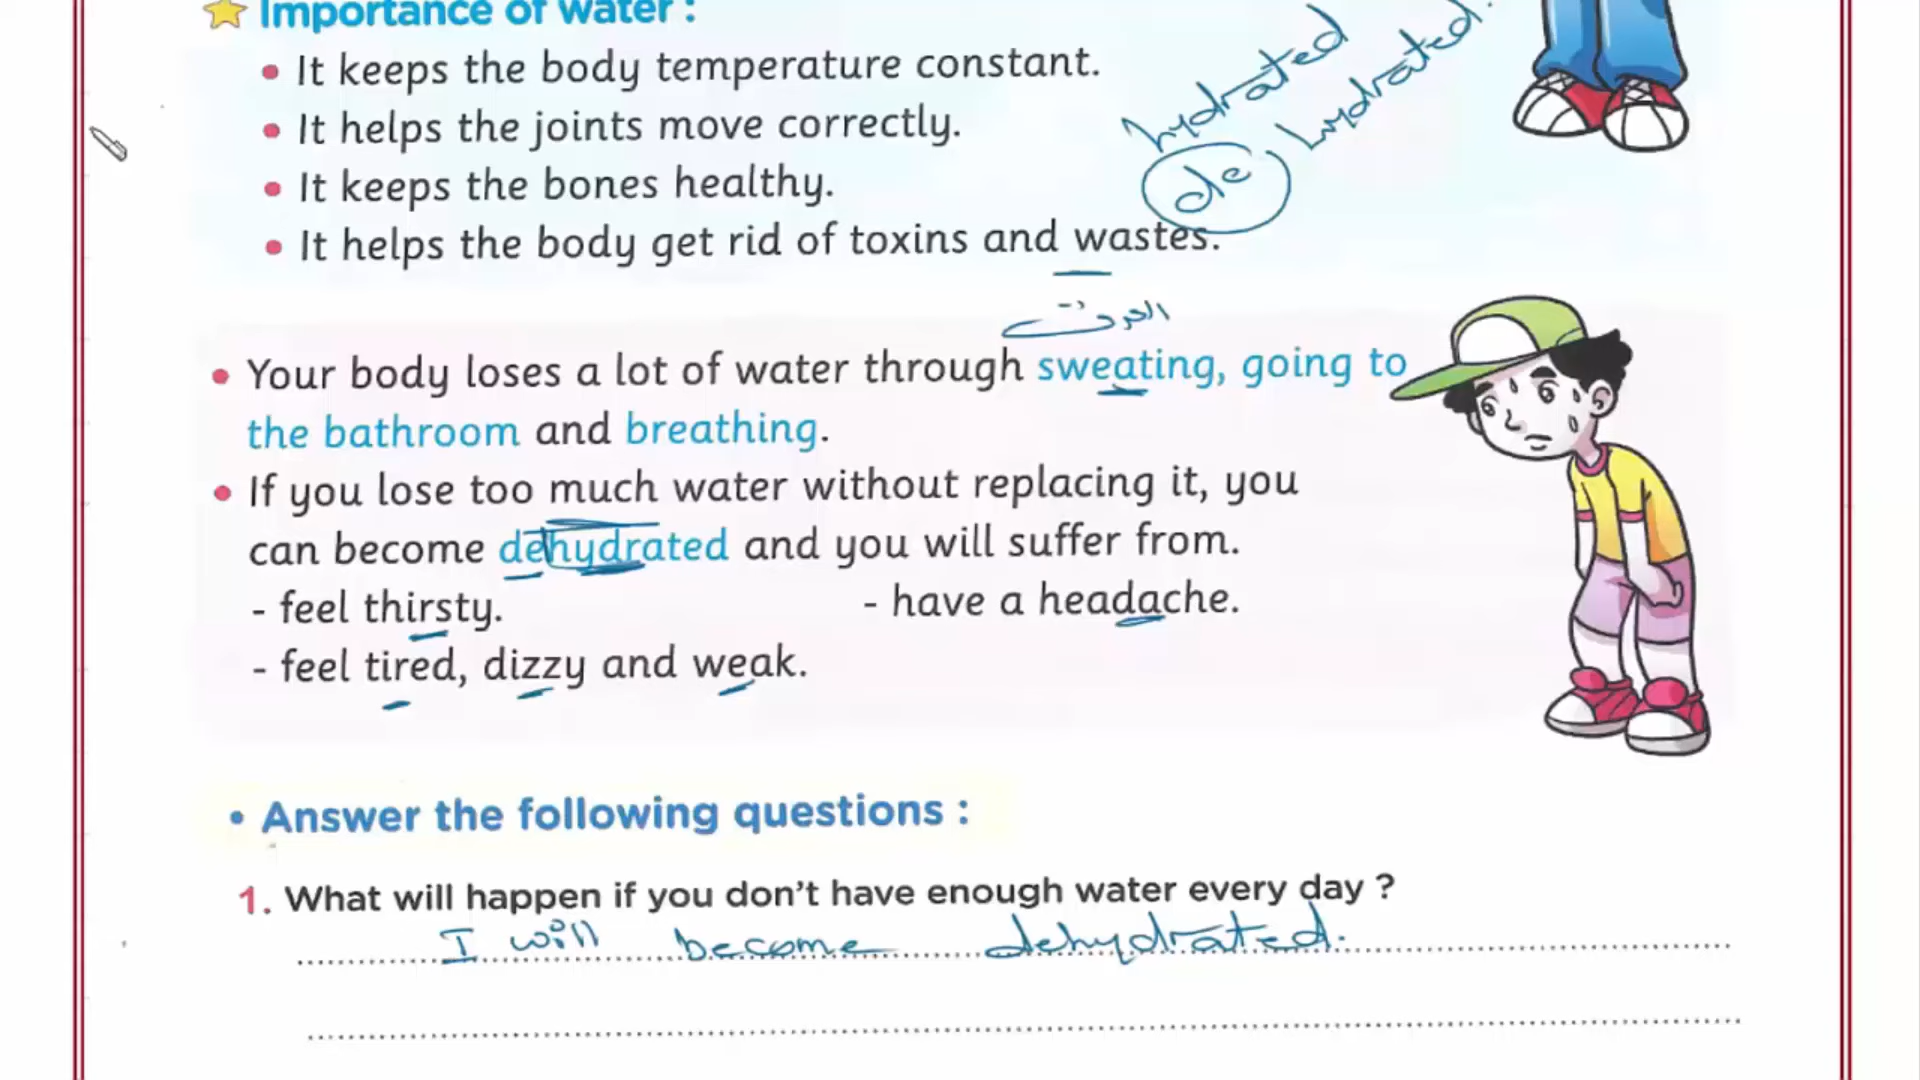 Importance of water :
• It keeps the body temperature constant.
hydrated
• It helps the joints move correctly.
de hydrated.
• It keeps the bones healthy.
• It helps the body get rid of toxins and wastes.
العرق
• Your body loses a lot of water through sweating, going to
the bathroom and breathing.
• If you lose too much water without replacing it, you
can become dehydrated and you will suffer from.
- feel thirsty. - have a headache.
- feel tired, dizzy and weak.
• Answer the following questions :
1. What will happen if you don't have enough water every day ?
I will become dehydrated.